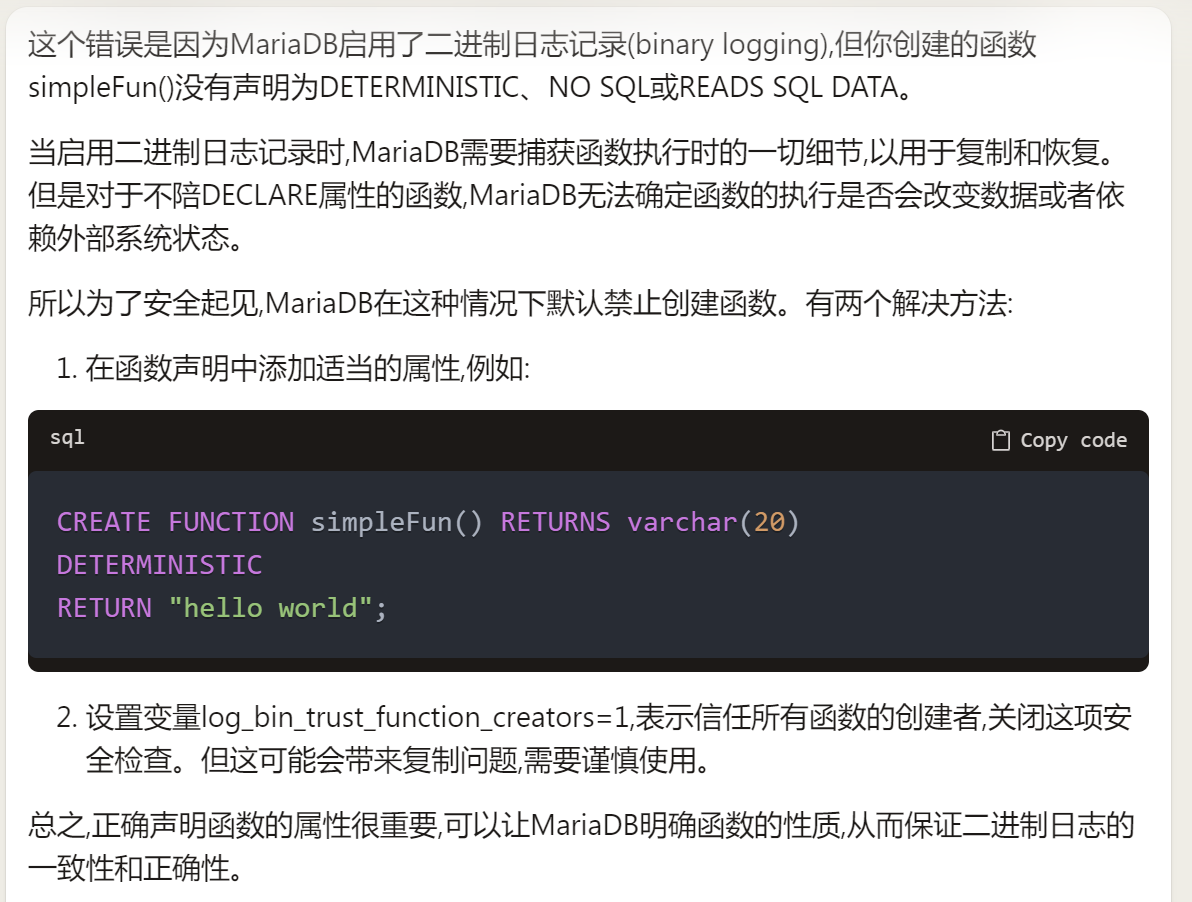 这个错误是因为MariaDB启用了二进制日志记录(binary logging),但你创建的函数
simpleFun()没有声明为DETERMINISTIC、NO SQL或READS SQL DATA。
当启用二进制日志记录时,MariaDB需要捕获函数执行时的一切细节,以用于复制和恢复。
但是对于不陪DECLARE属性的函数,MariaDB无法确定函数的执行是否会改变数据或者依
赖外部系统状态。
所以为了安全起见,MariaDB在这种情况下默认禁止创建函数。有两个解决方法:
1. 在函数声明中添加适当的属性,例如:
sql
Copy code
CREATE FUNCTION simpleFun() RETURNS varchar(20)
DETERMINISTIC
RETURN "hello world";
2. 设置变量log_bin_trust_function_creators=1,表示信任所有函数的创建者,关闭这项安
全检查。但这可能会带来复制问题,需要谨慎使用。
总之,正确声明函数的属性很重要,可以让MariaDB明确函数的性质,从而保证二进制日志的
一致性和正确性。